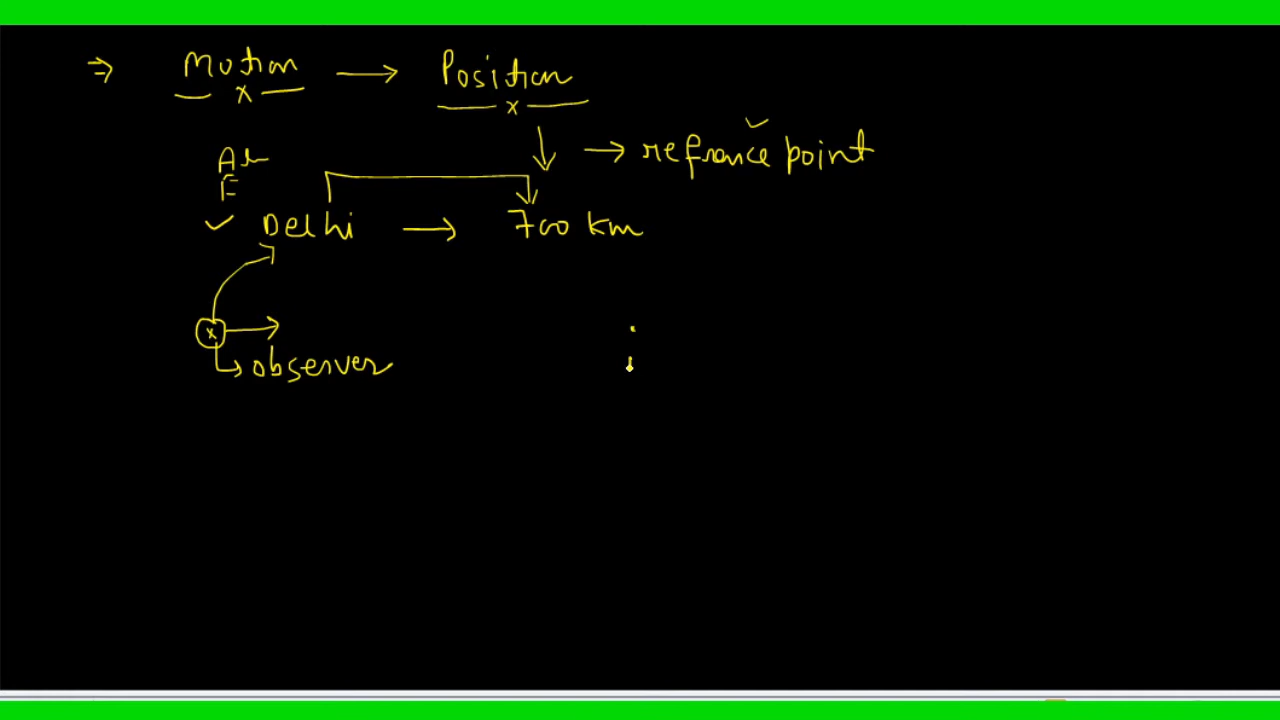 ⇒ Motion → Position
→ refrance point
E
✓ Delhi → 700 km
x →
↳ observer